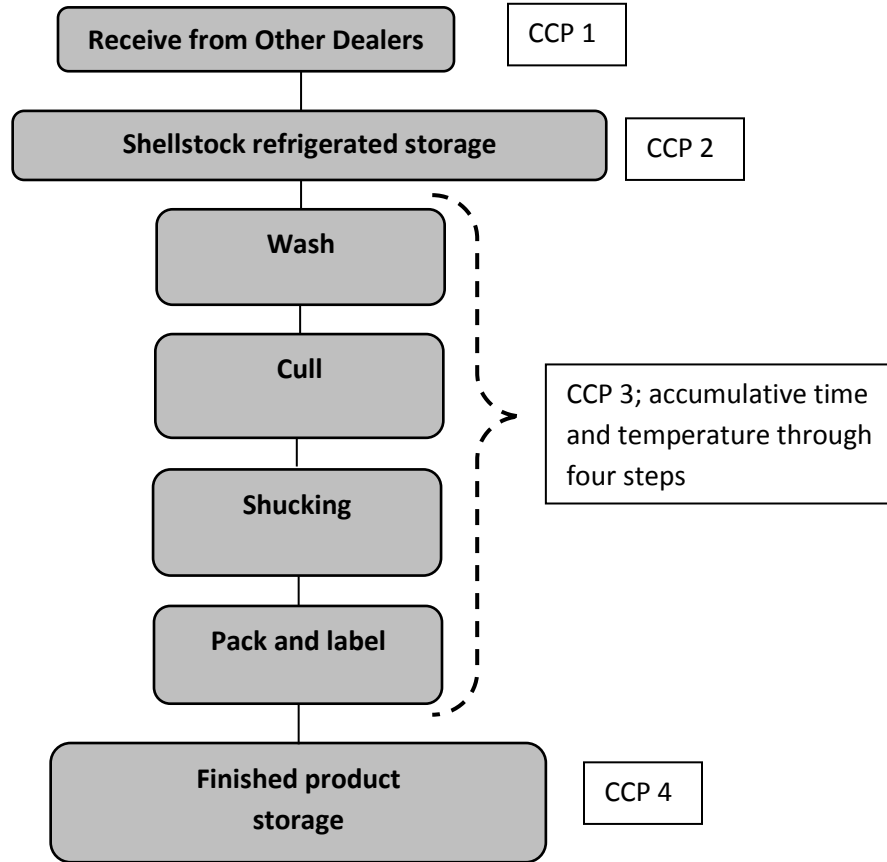 Receive from Other Dealers
CCP 1
Shellstock refrigerated storage
CCP 2
Wash
Cull
CCP 3; accumulative time
and temperature through
four steps
Shucking
Pack and label
Finished product
storage
CCP 4